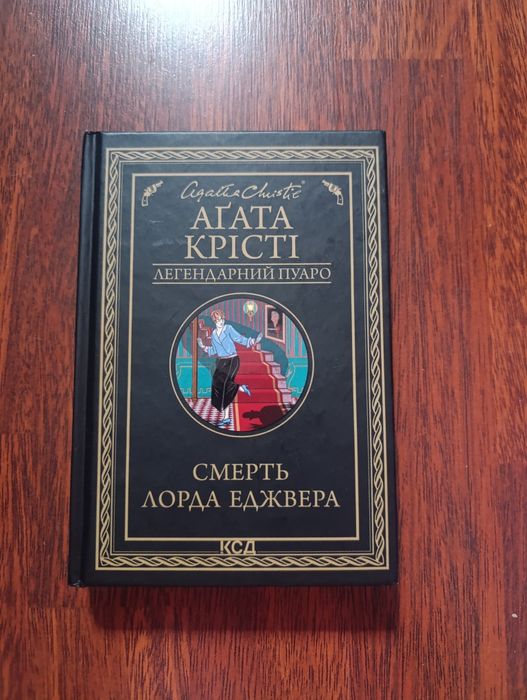 Agatha Christie®
АҐАТА
КРІСТІ
ЛЕГЕНДАРНИЙ ПУАРО
СМЕРТЬ
ЛОРДА ЕДЖВЕРА
КСД